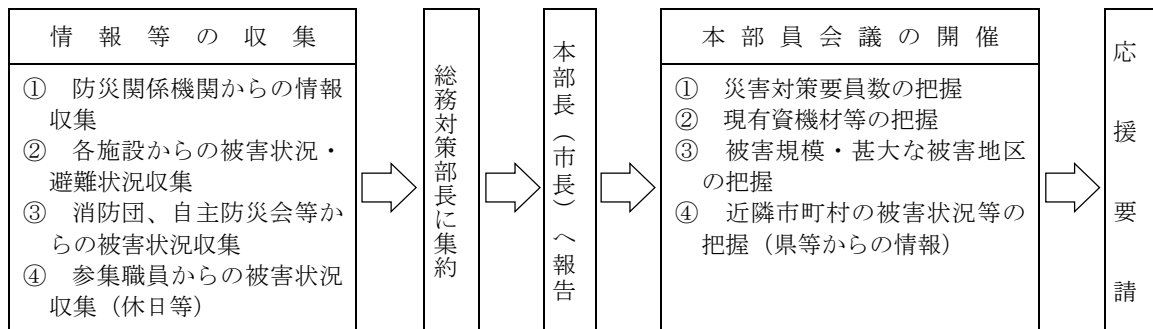 情報等の収集
① 防災関係機関からの情報
収集
② 各施設からの被害状況・
避難状況収集
③ 消防団、自主防災会等か
らの被害状況収集
④ 参集職員からの被害状況
収集（休日等）
総務対策部長に集約
本部長（市長）へ報告
本部員会議の開催
① 災害対策要員数の把握
② 現有資機材等の把握
③ 被害規模・甚大な被害地区
の把握
④ 近隣市町村の被害状況等の
把握（県等からの情報）
応援要請